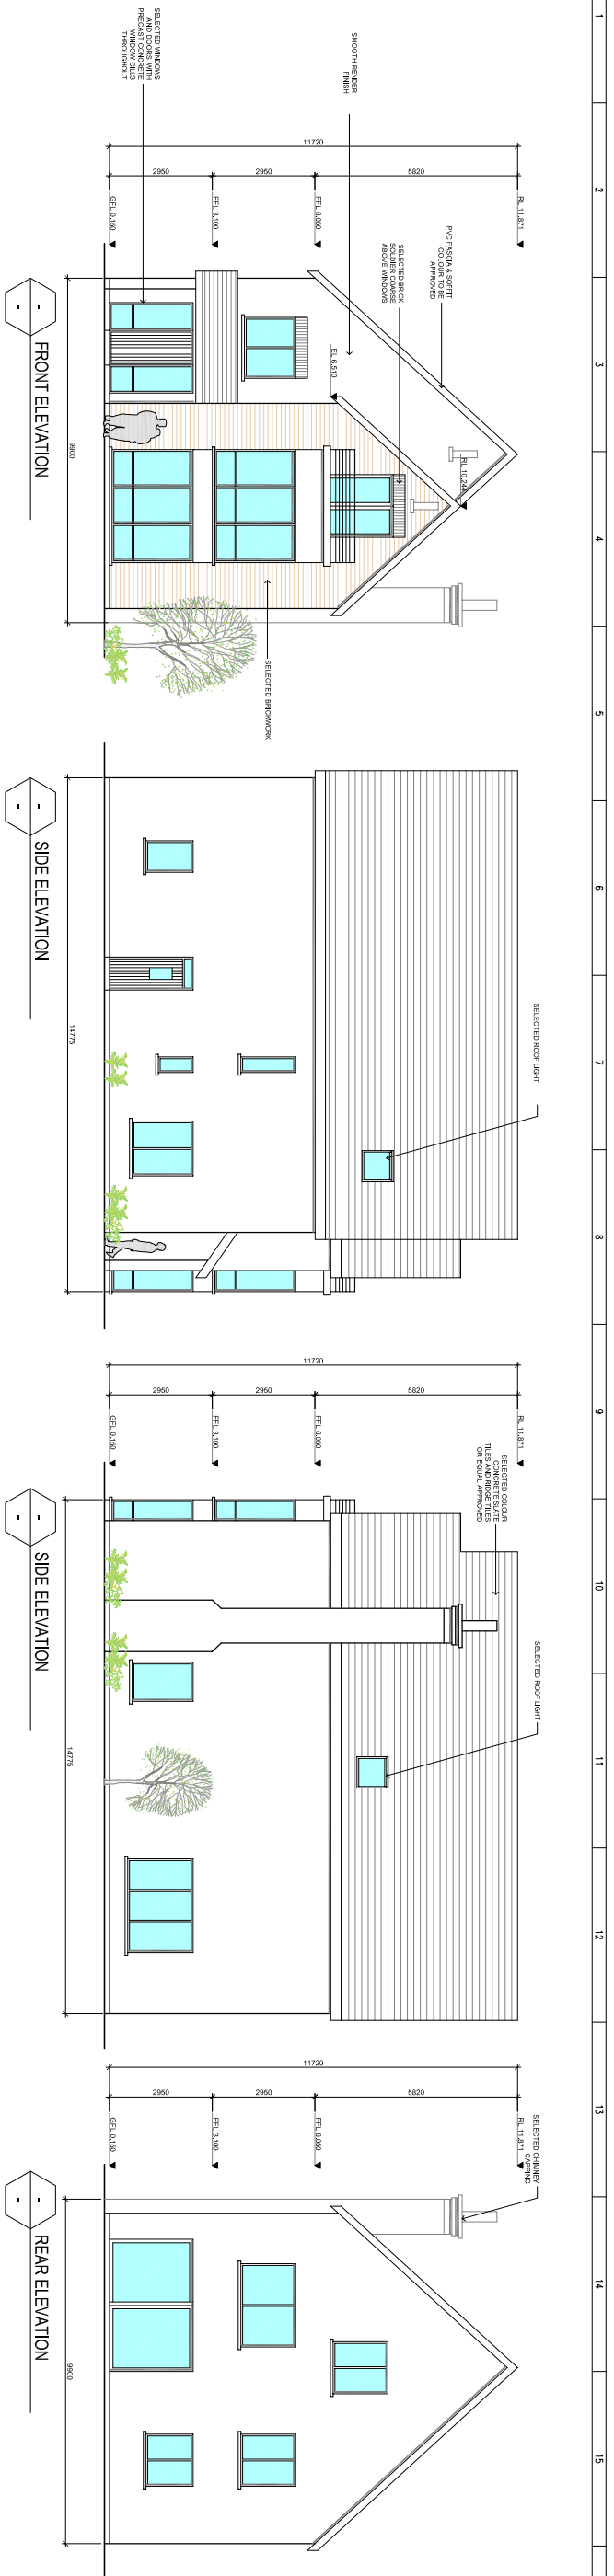 1
2
3
4
5
6
7
8
9
10
11
12
13
14
15
SELECTED WINDOWS
AND DOORS WITH
PRECAST CONCRETE
WINDOW CILLS
THROUGHOUT
SMOOTH RENDER
FINISH
PVC FASCIA & SOFFIT
COLOUR TO BE
APPROVED
SELECTED BRICK
SOLDIER COARSE
ABOVE WINDOWS
11720
5820
2950
2950
RL 11,871
FFL 6,050
FFL 3,100
GFL 0,150
RL 10,244
EL 6,510
SELECTED BRICKWORK
9900
FRONT ELEVATION
- -
SELECTED ROOF LIGHT
14775
SIDE ELEVATION
- -
11720
5820
2950
2950
RL 11,871
FFL 6,050
FFL 3,100
GFL 0,150
SELECTED COLOUR
CONCRETE SLATE
TILES AND RIDGE TILES
OR EQUAL APPROVED
SELECTED ROOF LIGHT
14775
SIDE ELEVATION
- -
11720
5820
2950
2950
RL 11,871
FFL 6,050
FFL 3,100
GFL 0,150
SELECTED CHIMNEY
CAPPING
9900
REAR ELEVATION
- -